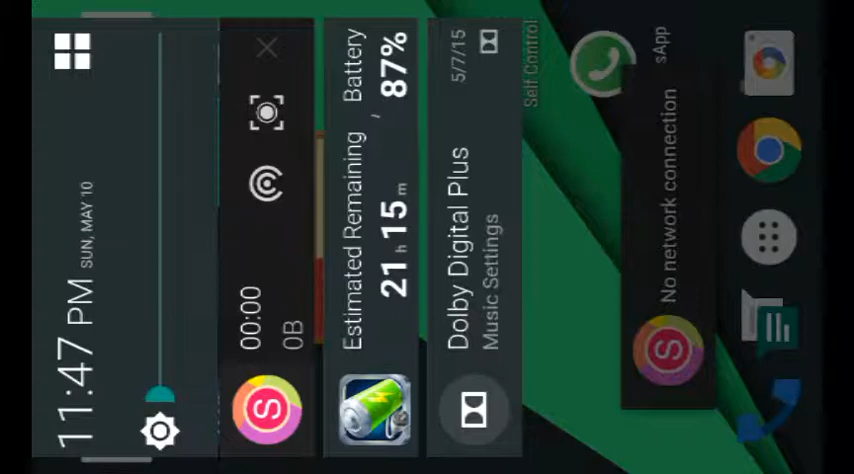 11:47 PM SUN, MAY 10
00:00
0B
Estimated Remaining Battery
21 h 15 m 87%
Dolby Digital Plus 5/7/15
Music Settings
Self Control
sApp
No network connection